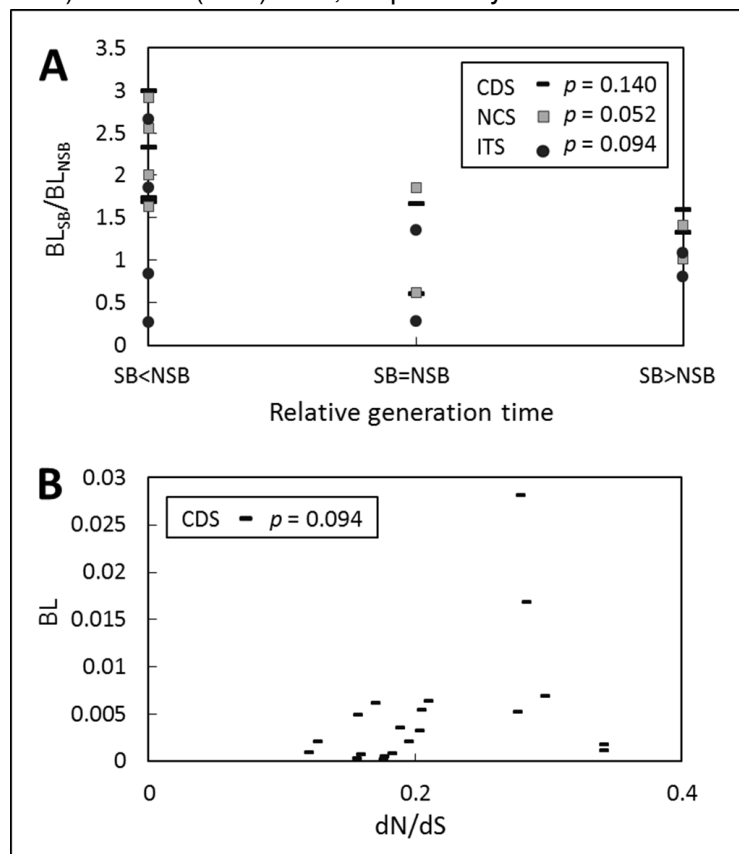 A
3.5
3
2.5
2
1.5
1
0.5
0
BL_SB/BL_NSB
CDS p = 0.140
NCS p = 0.052
ITS p = 0.094
SB<NSB SB=NSB SB>NSB
Relative generation time
B
0.03
0.025
0.02
0.015
0.01
0.005
0
BL
CDS p = 0.094
0 0.2 0.4
dN/dS